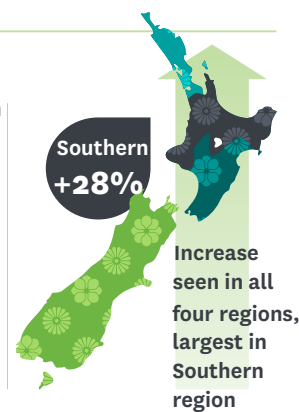 Southern
+28%
Increase
seen in all
four regions,
largest in
Southern
region